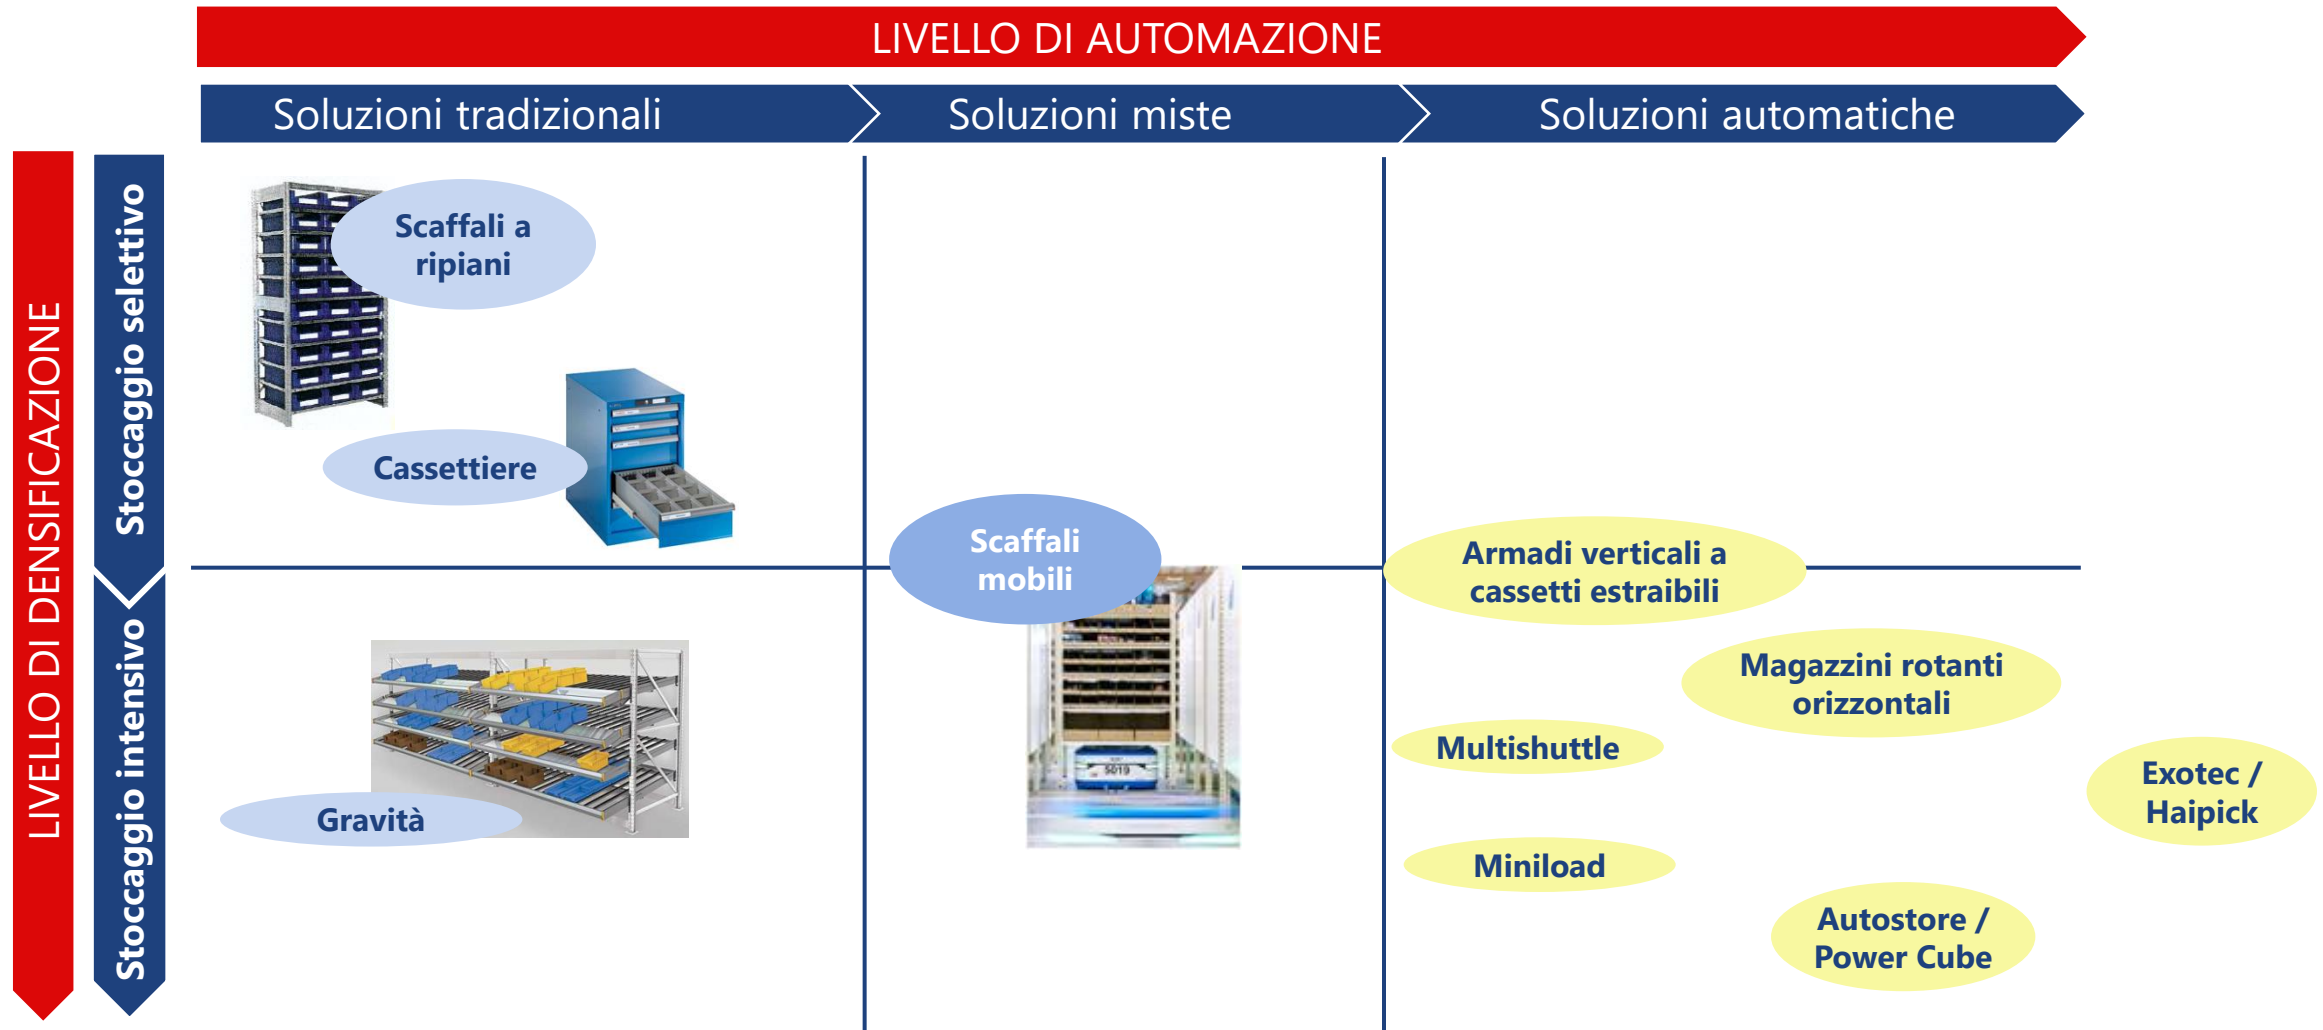 LIVELLO DI AUTOMAZIONE
Soluzioni tradizionali
Soluzioni miste
Soluzioni automatiche
LIVELLO DI DENSIFICAZIONE
Stoccaggio selettivo
Stoccaggio intensivo
Scaffali a
ripiani
Cassettiere
Gravità
Scaffali
mobili
5019
Armadi verticali a
cassetti estraibili
Magazzini rotanti
orizzontali
Multishuttle
Exotec /
Haipick
Miniload
Autostore /
Power Cube